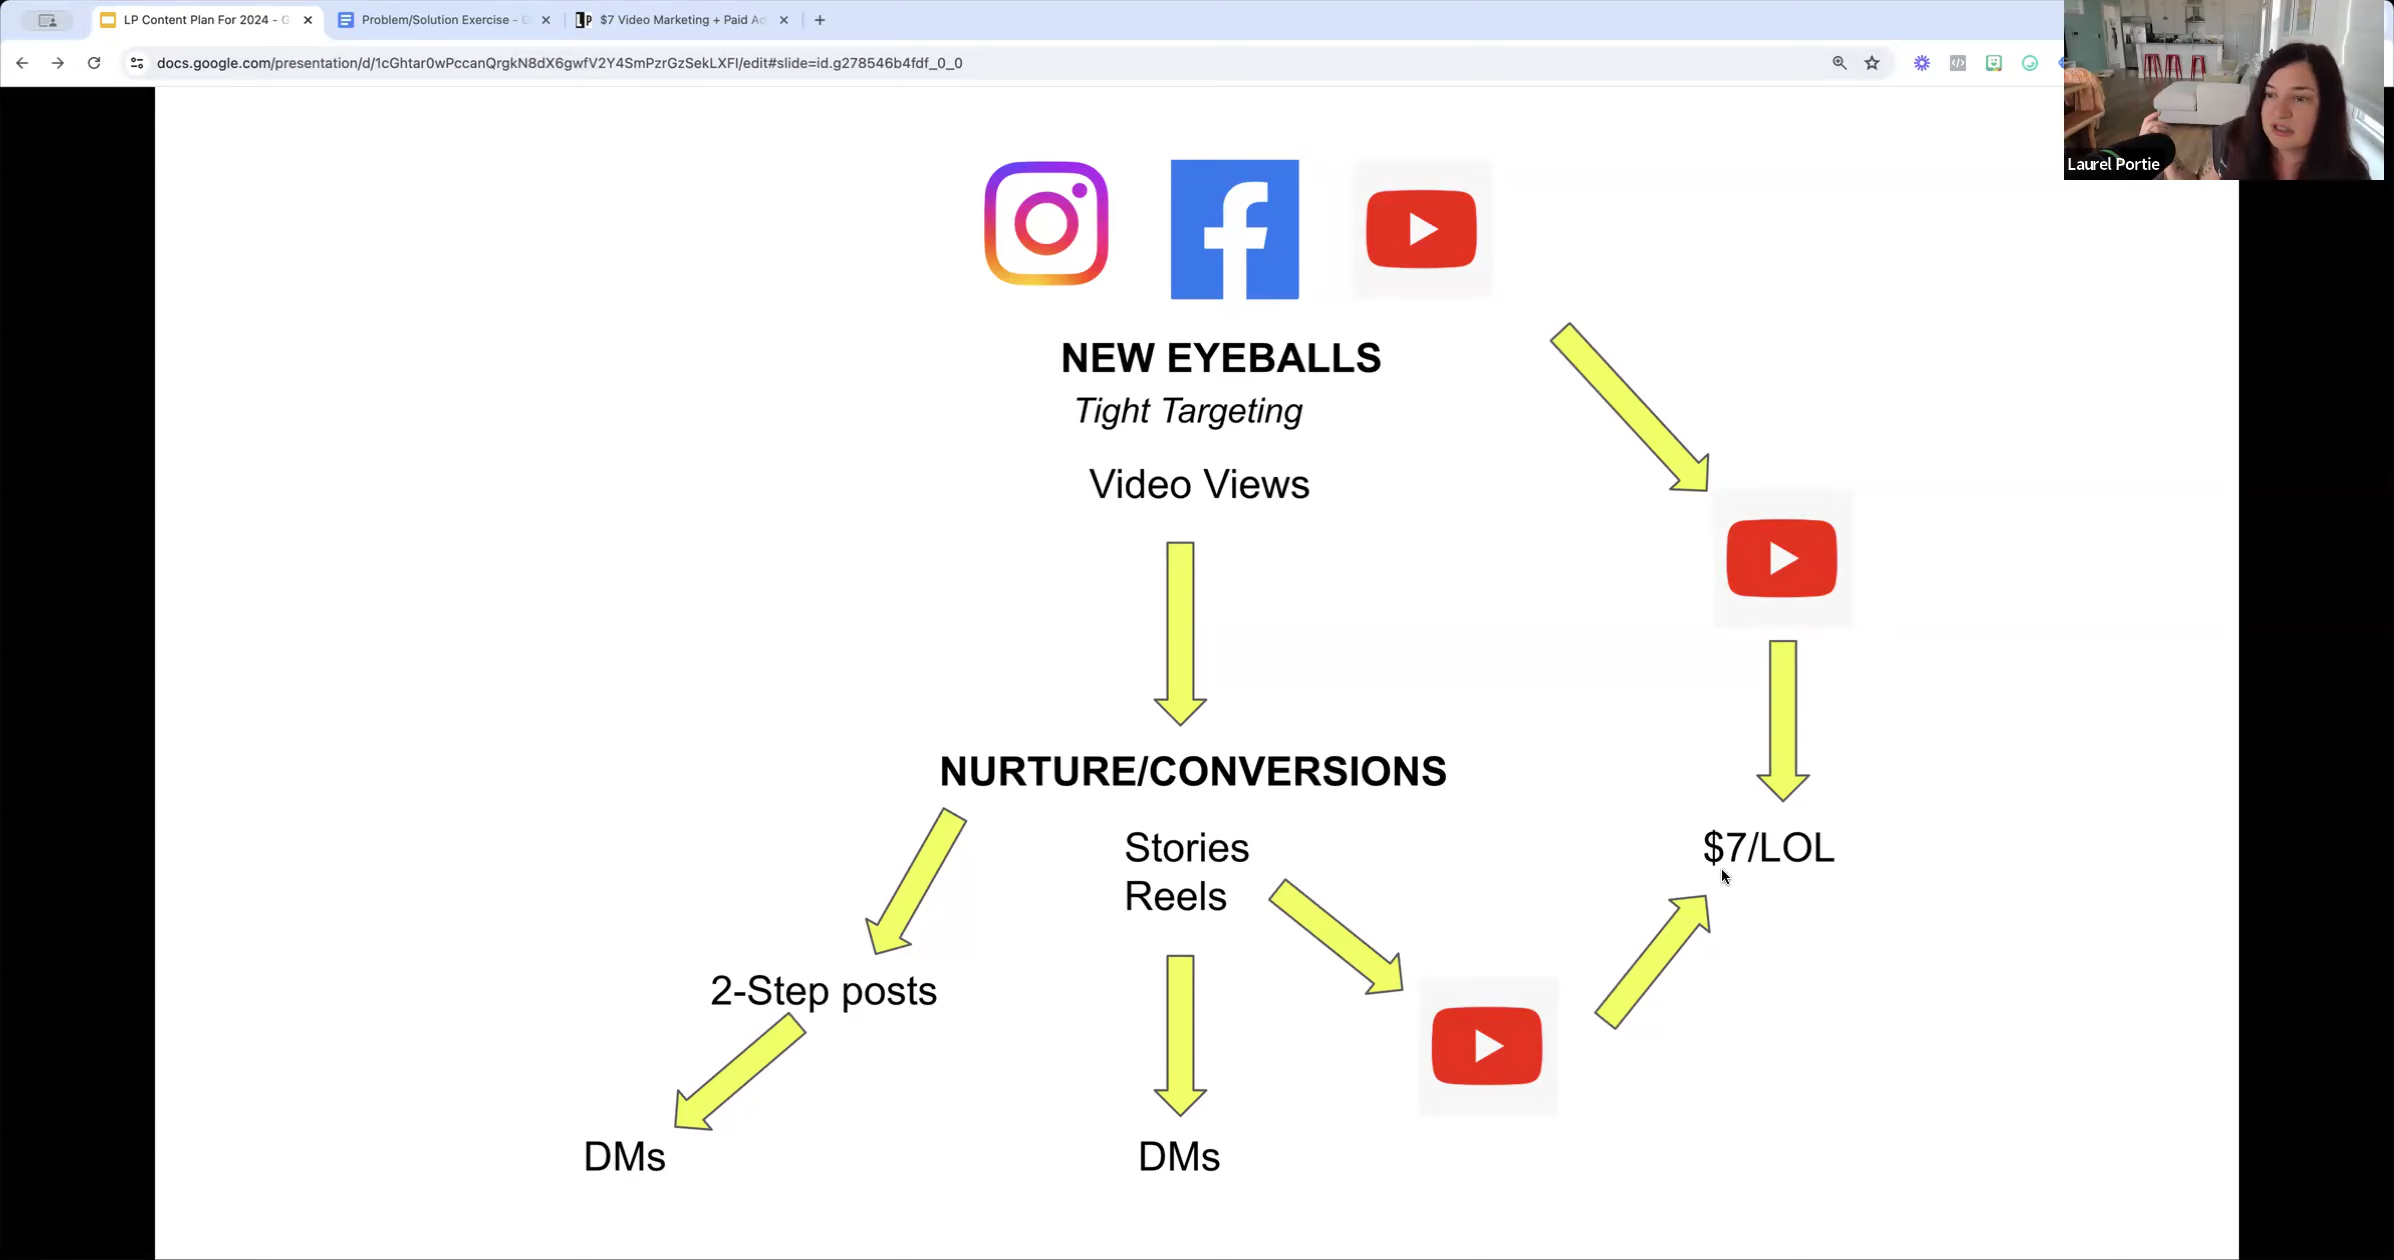 LP Content Plan For 2024 - G
Problem/Solution Exercise - G
$7 Video Marketing + Paid Ad
docs.google.com/presentation/d/1cGhtar0wPccanQrgkN8dX6gwfV2Y4SmPzrGzSekLXFI/edit#slide=id.g278546b4fdf_0_0
Laurel Portie
NEW EYEBALLS
Tight Targeting
Video Views
NURTURE/CONVERSIONS
Stories
Reels
$7/LOL
2-Step posts
DMs
DMs